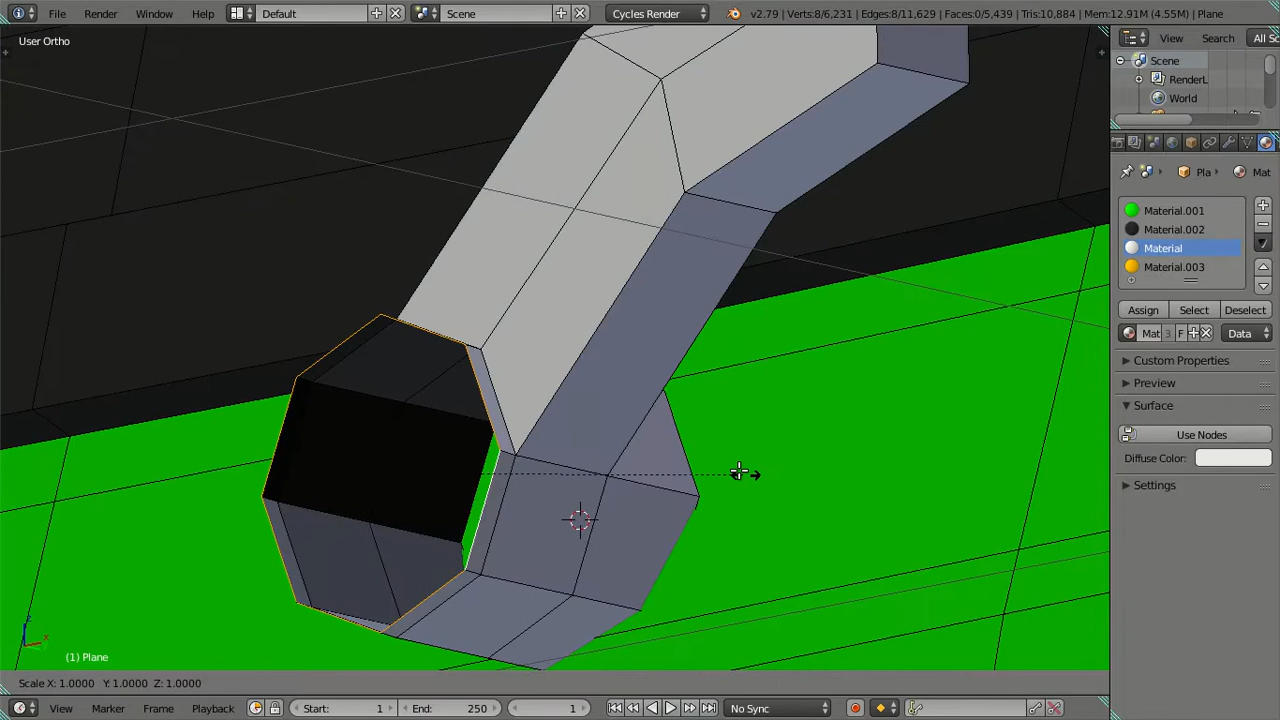 File Render Window Help Default Scene Cycles Render v2.79 | Verts:8/6,231 | Edges:8/11,629 | Faces:0/5,439 | Tris:10,884 | Mem:12.91M (4.55M) | Plane
User Ortho
View Search All Sc
Scene
RenderL
World
Pla Mat
Material.001
Material.002
Material
Material.003
Assign Select Deselect
Mat 3 F Data
Custom Properties
Preview
Surface
Use Nodes
Diffuse Color:
Settings
z
x
(1) Plane
Scale X: 1.0000 Y: 1.0000 Z: 1.0000
View Marker Frame Playback Start: 1 End: 250 1 No Sync